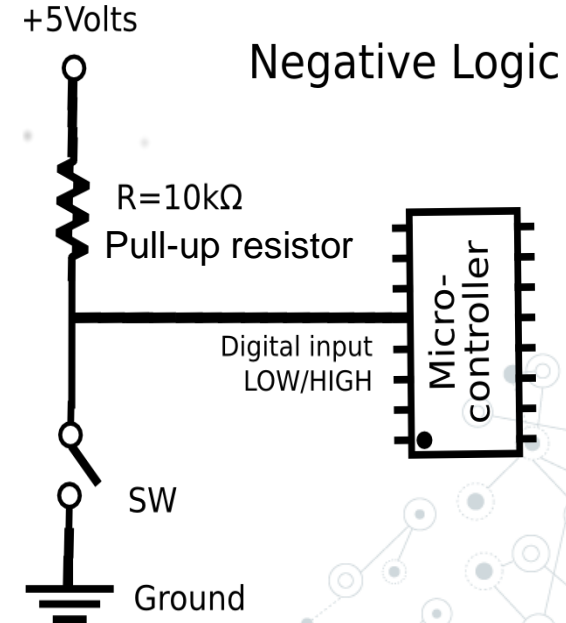 +5Volts
Negative Logic
R=10kΩ
Pull-up resistor
Micro-
controller
Digital input
LOW/HIGH
SW
Ground